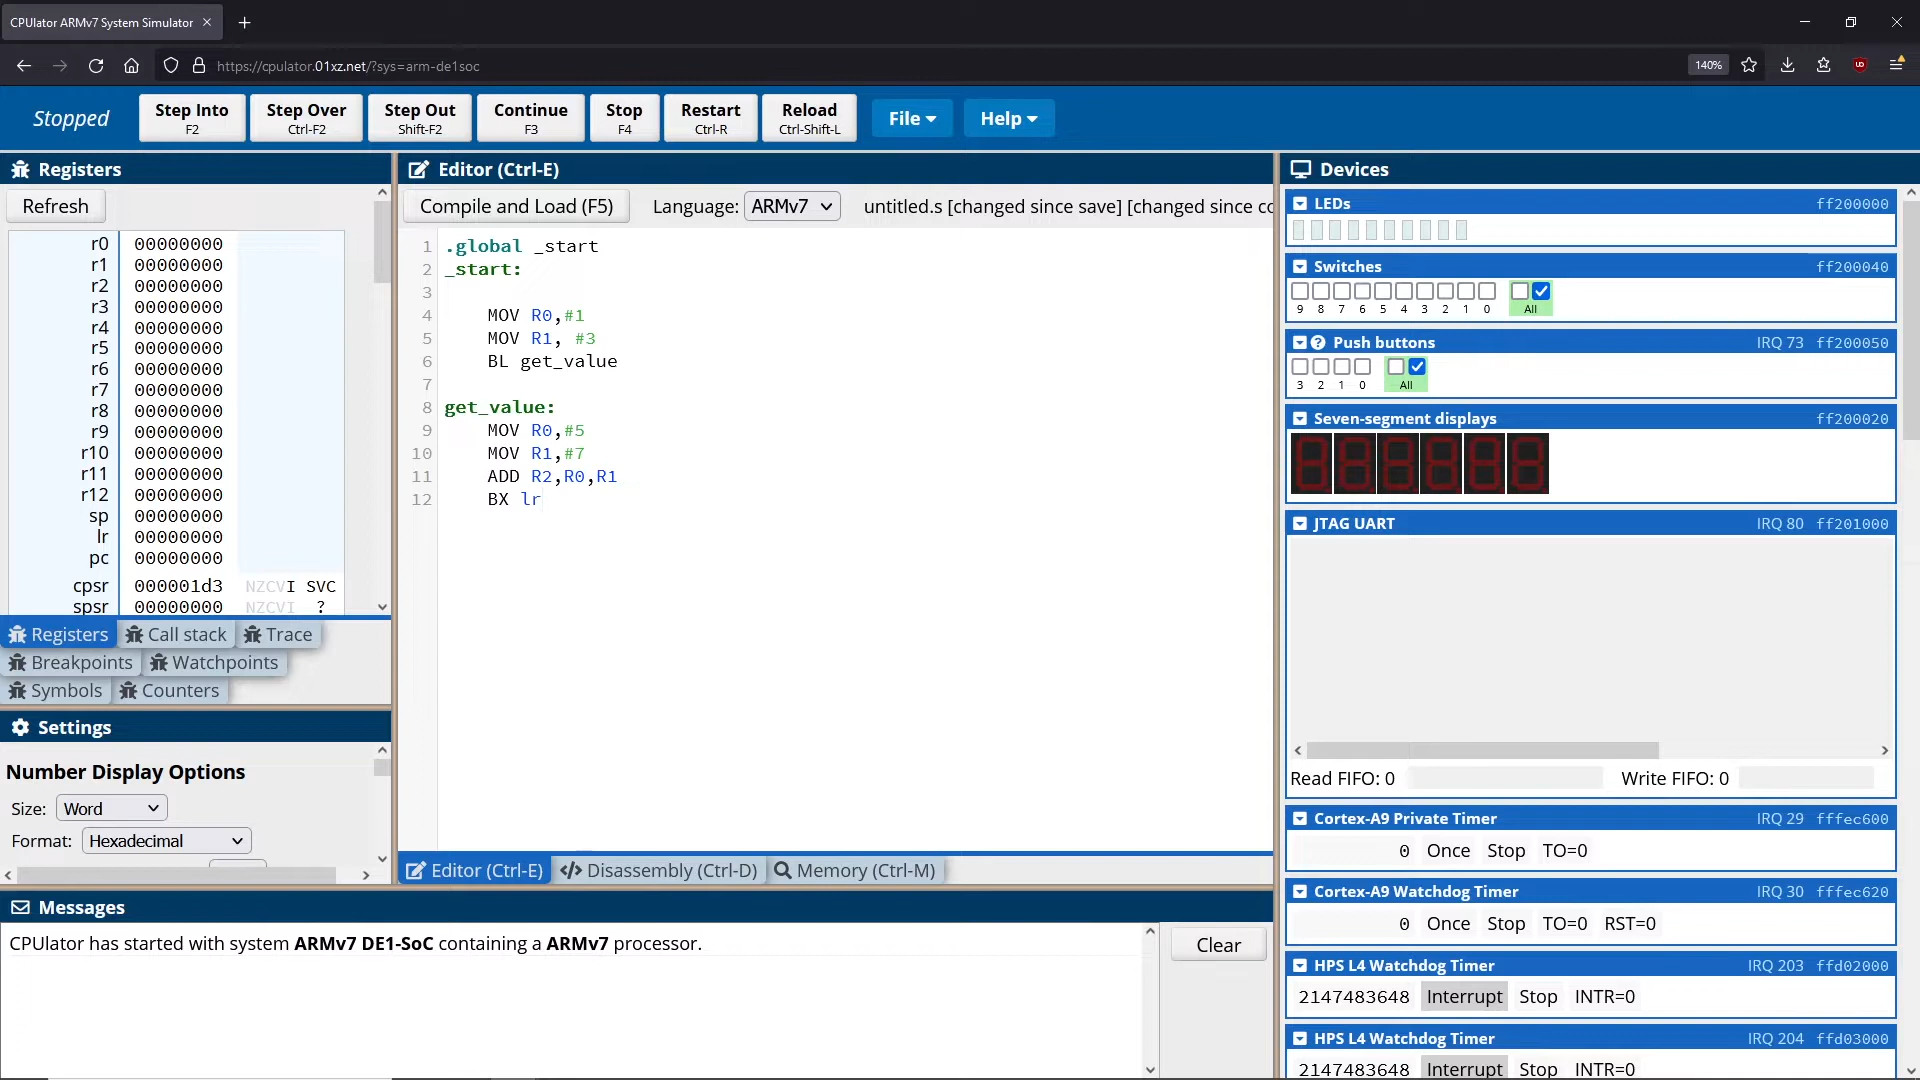 CPUlator ARMv7 System Simulator
https://cpulator.01xz.net/?sys=arm-de1soc
140%
Stopped
Step Into
F2
Step Over
Ctrl-F2
Step Out
Shift-F2
Continue
F3
Stop
F4
Restart
Ctrl-R
Reload
Ctrl-Shift-L
File
Help
Registers
Refresh
r0 00000000
r1 00000000
r2 00000000
r3 00000000
r4 00000000
r5 00000000
r6 00000000
r7 00000000
r8 00000000
r9 00000000
r10 00000000
r11 00000000
r12 00000000
sp 00000000
lr 00000000
pc 00000000
cpsr 000001d3 NZCVI SVC
spsr 00000000 NZCVI ?
Registers Call stack Trace
Breakpoints Watchpoints
Symbols Counters
Settings
Number Display Options
Size: Word
Format: Hexadecimal
Editor (Ctrl-E)
Compile and Load (F5) Language: ARMv7 untitled.s [changed since save] [changed since co
1 .global _start
2 _start:
3
4 MOV R0,#1
5 MOV R1, #3
6 BL get_value
7
8 get_value:
9 MOV R0,#5
10 MOV R1,#7
11 ADD R2,R0,R1
12 BX lr
Editor (Ctrl-E) Disassembly (Ctrl-D) Memory (Ctrl-M)
Messages
CPUlator has started with system ARMv7 DE1-SoC containing a ARMv7 processor.
Clear
Devices
LEDs ff200000
Switches ff200040
9 8 7 6 5 4 3 2 1 0 All
Push buttons IRQ 73 ff200050
3 2 1 0 All
Seven-segment displays ff200020
JTAG UART IRQ 80 ff201000
Read FIFO: 0 Write FIFO: 0
Cortex-A9 Private Timer IRQ 29 fffec600
0 Once Stop TO=0
Cortex-A9 Watchdog Timer IRQ 30 fffec620
0 Once Stop TO=0 RST=0
HPS L4 Watchdog Timer IRQ 203 ffd02000
2147483648 Interrupt Stop INTR=0
HPS L4 Watchdog Timer IRQ 204 ffd03000
2147483648 Interrupt Stop INTR=0